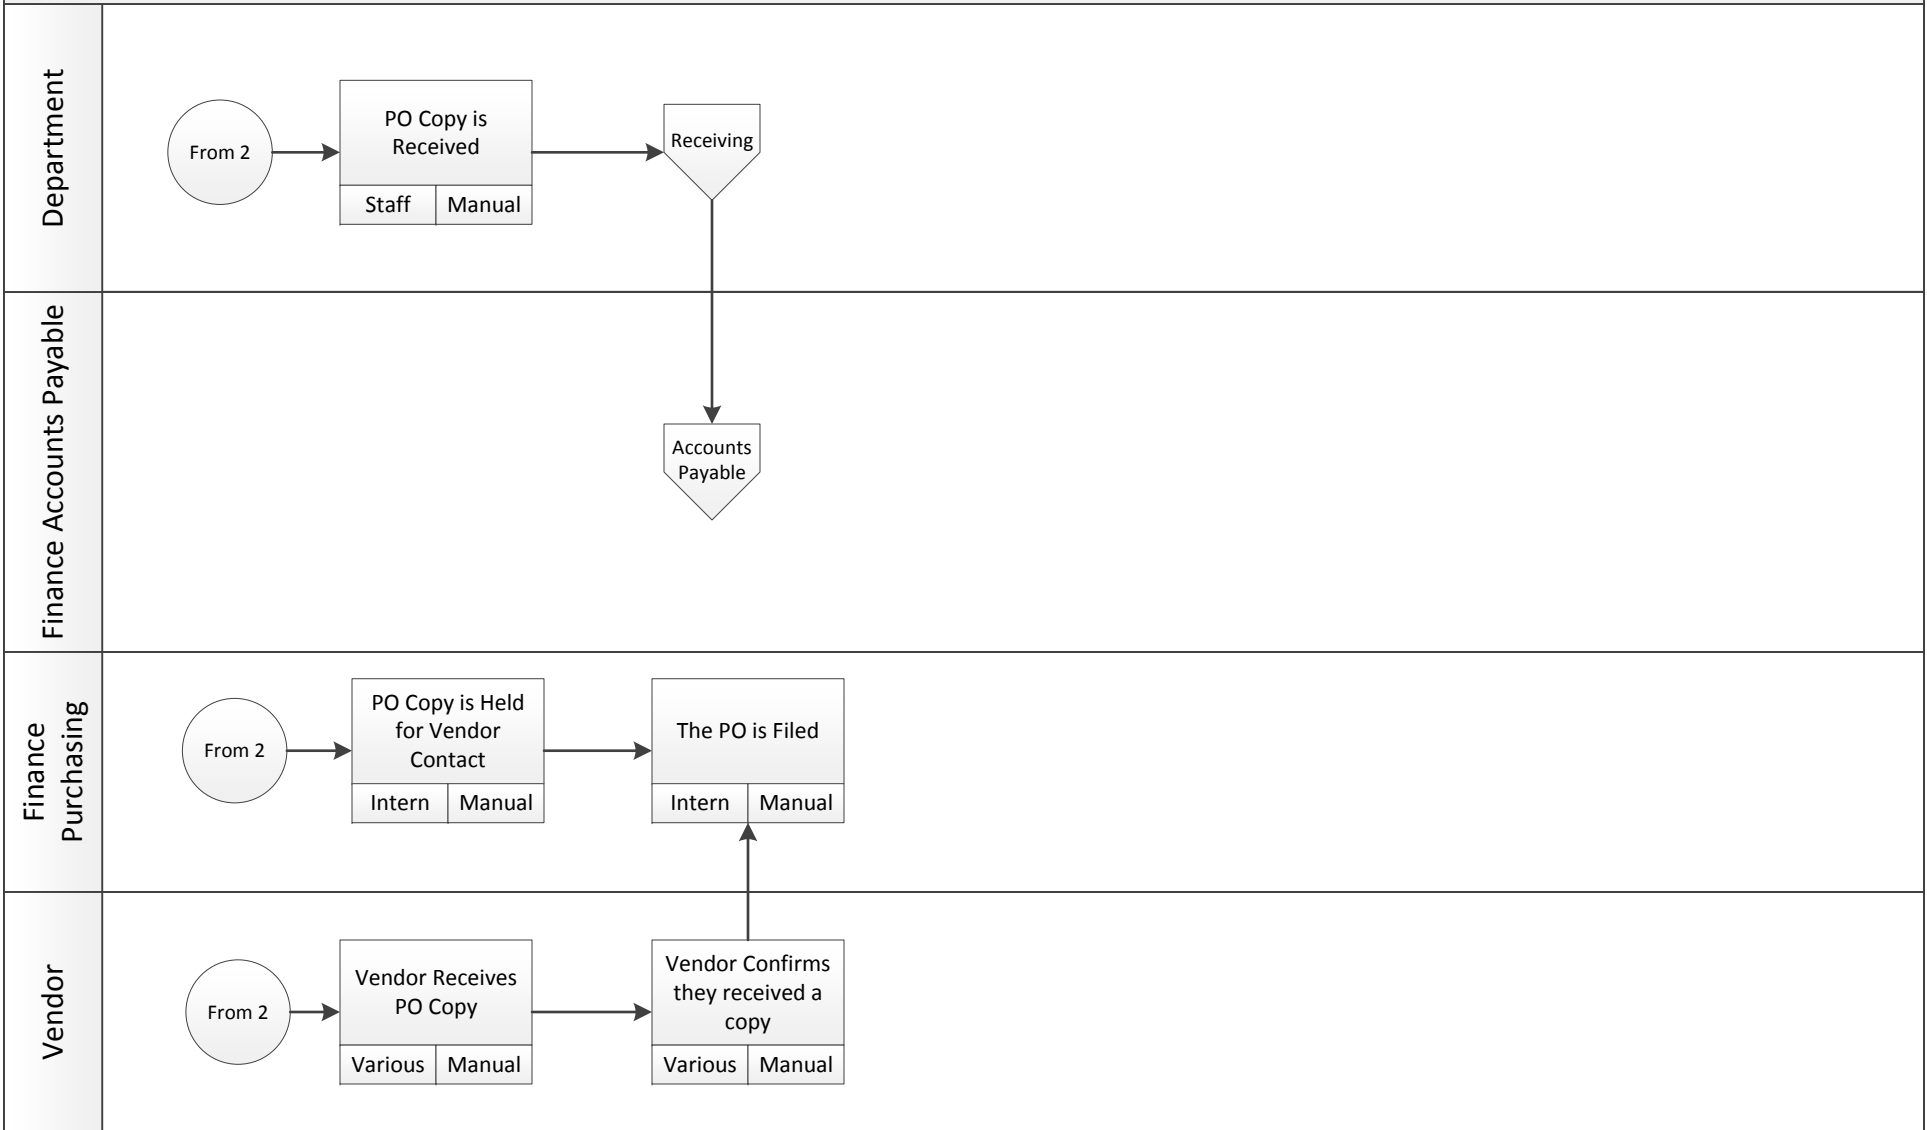 Department
From 2
PO Copy is
Received
Staff
Manual
Receiving
Finance Accounts Payable
Accounts
Payable
Finance
Purchasing
From 2
PO Copy is Held
for Vendor
Contact
Intern
Manual
The PO is Filed
Intern
Manual
Vendor
From 2
Vendor Receives
PO Copy
Various
Manual
Vendor Confirms
they received a
copy
Various
Manual